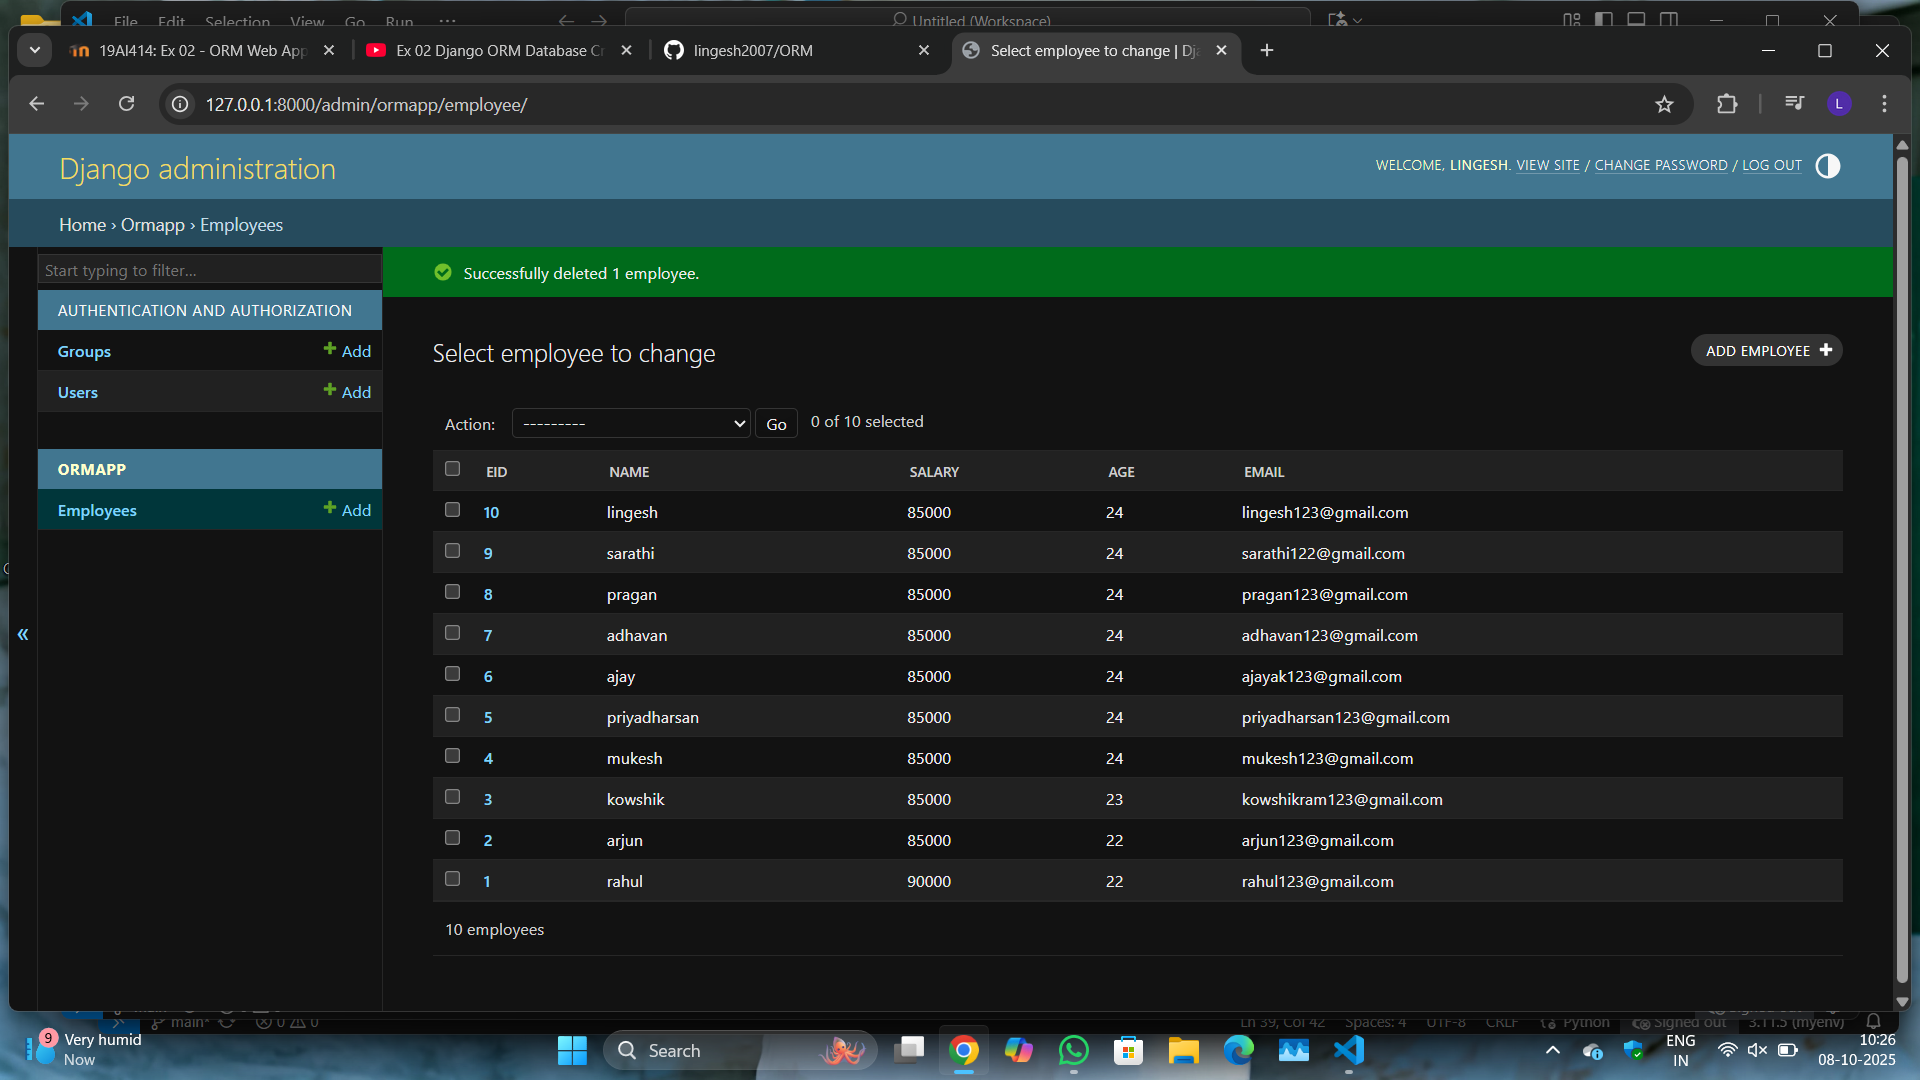 File Edit Selection View Go Run ... Untitled (Workspace)
19AI414: Ex 02 - ORM Web App
Ex 02 Django ORM Database Cr
lingesh2007/ORM
Select employee to change | Dja
127.0.0.1:8000/admin/ormapp/employee/
L
Django administration
WELCOME, LINGESH. VIEW SITE / CHANGE PASSWORD / LOG OUT
Home › Ormapp › Employees
Start typing to filter...
AUTHENTICATION AND AUTHORIZATION
Groups + Add
Users + Add
ORMAPP
Employees + Add
«
Successfully deleted 1 employee.
Select employee to change
ADD EMPLOYEE +
Action: --------- Go 0 of 10 selected
EID NAME SALARY AGE EMAIL
10 lingesh 85000 24 lingesh123@gmail.com
9 sarathi 85000 24 sarathi122@gmail.com
8 pragan 85000 24 pragan123@gmail.com
7 adhavan 85000 24 adhavan123@gmail.com
6 ajay 85000 24 ajayak123@gmail.com
5 priyadharsan 85000 24 priyadharsan123@gmail.com
4 mukesh 85000 24 mukesh123@gmail.com
3 kowshik 85000 23 kowshikram123@gmail.com
2 arjun 85000 22 arjun123@gmail.com
1 rahul 90000 22 rahul123@gmail.com
10 employees
main* 0 0 Ln 39, Col 42 Spaces: 4 UTF-8 CRLF Python Signed out 3.11.5 (myenv)
9 Very humid
Now
Search
ENG
IN
10:26
08-10-2025